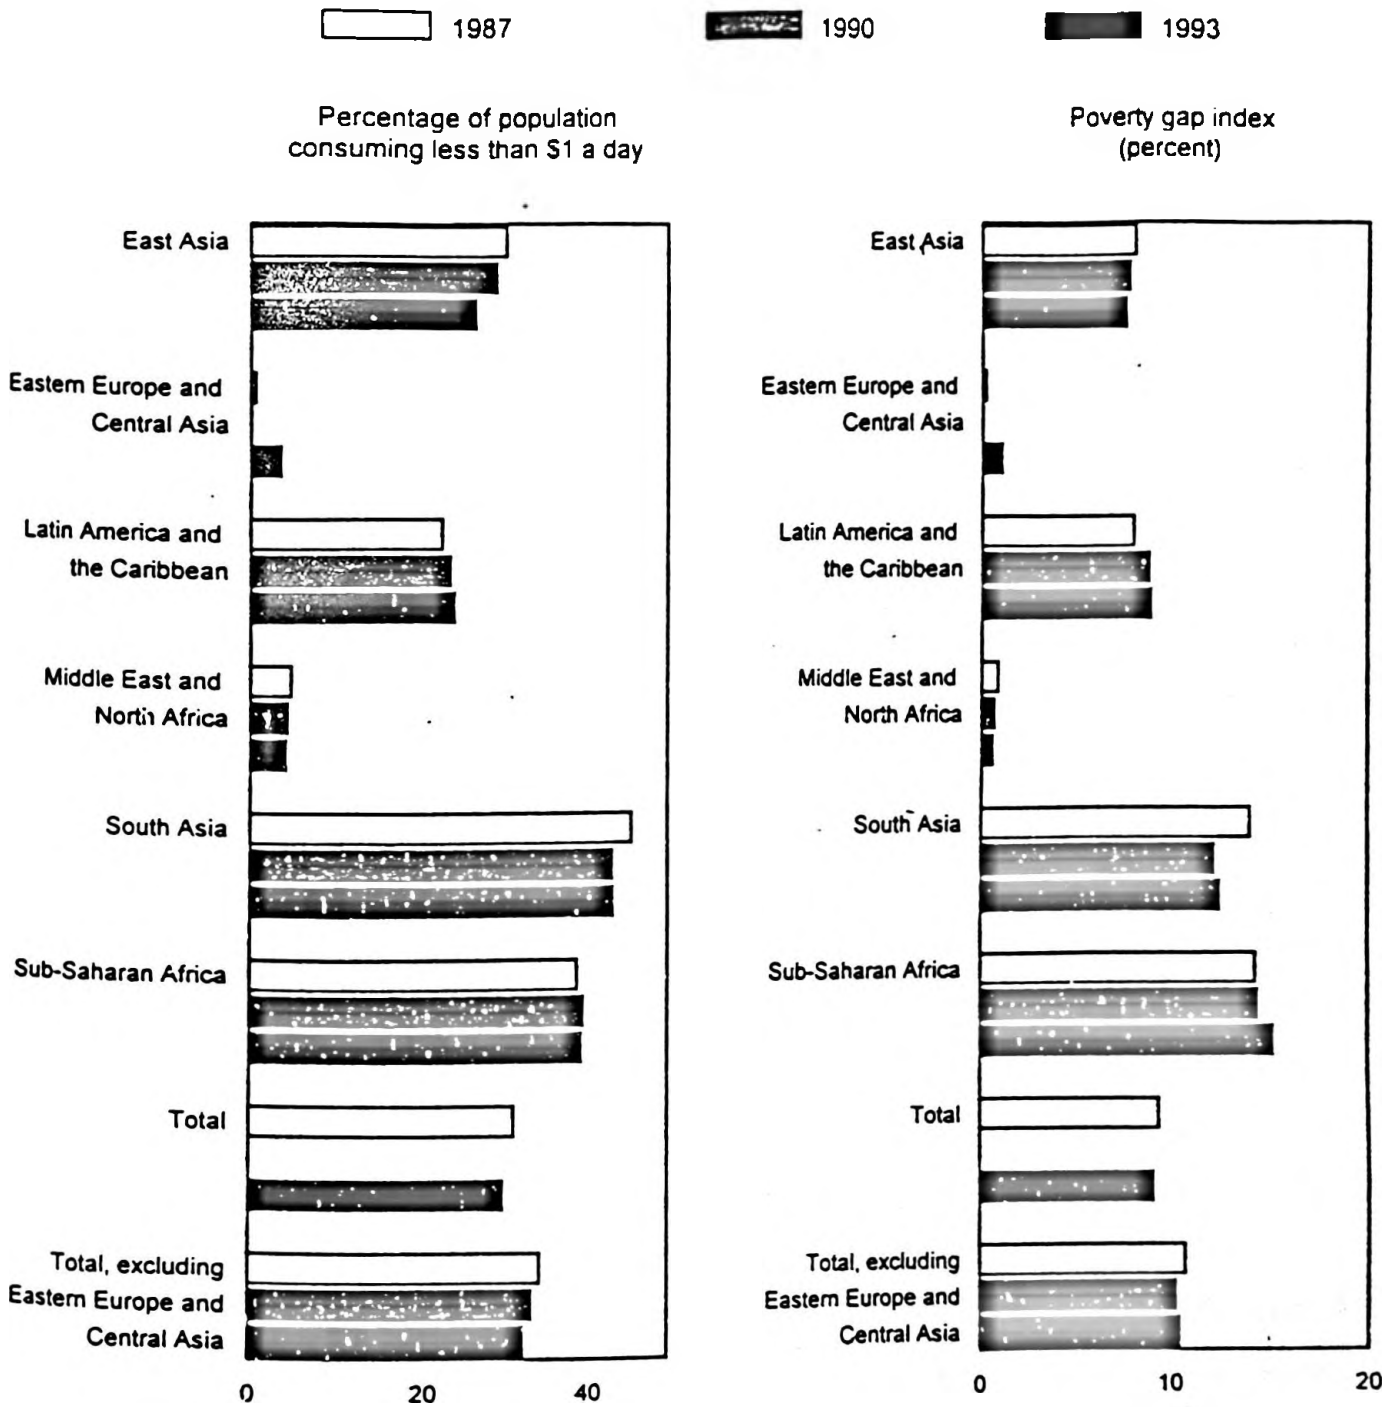 1987 1990 1993
Percentage of population
consuming less than $1 a day
East Asia
Eastern Europe and
Central Asia
Latin America and
the Caribbean
Middle East and
North Africa
South Asia
Sub-Saharan Africa
Total
Total, excluding
Eastern Europe and
Central Asia
0 20 40
Poverty gap index
(percent)
East Asia
Eastern Europe and
Central Asia
Latin America and
the Caribbean
Middle East and
North Africa
South Asia
Sub-Saharan Africa
Total
Total, excluding
Eastern Europe and
Central Asia
0 10 20